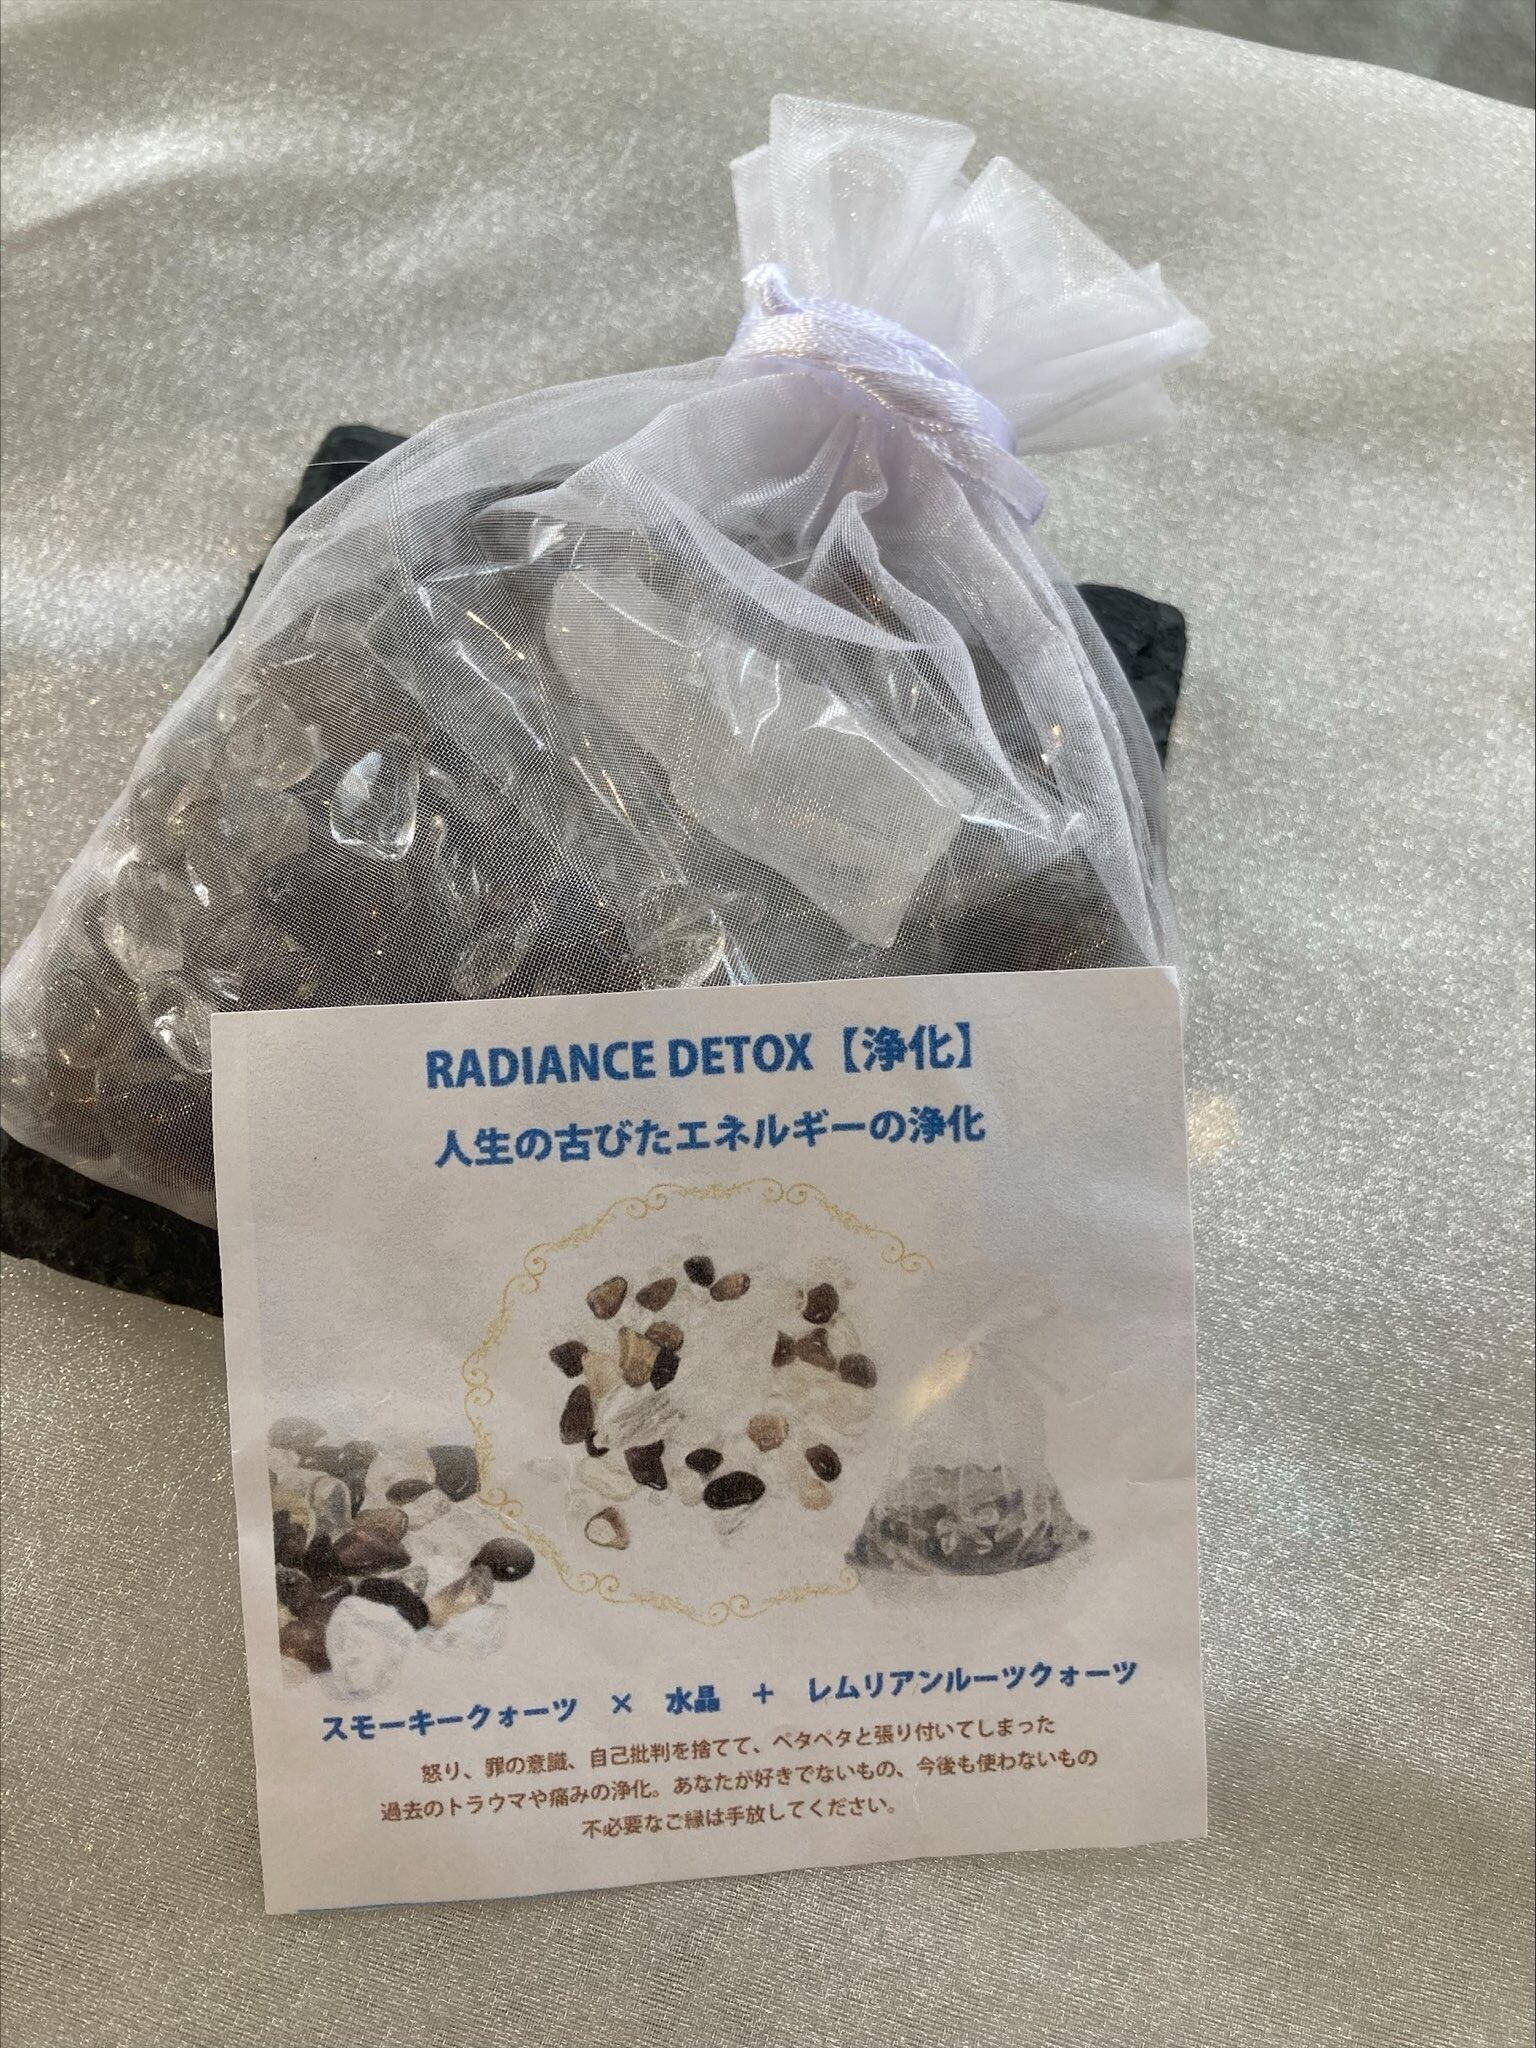 RADIANCE DETOX【浄化】
人生の古びたエネルギーの浄化
スモーキークォーツ × 水晶 + レムリアンルーツクォーツ
怒り、罪の意識、自己批判を捨てて、ベタベタと張り付いてしまった
過去のトラウマや痛みの浄化。あなたが好きでないもの、今後も使わないもの
不必要なご縁は手放してください。